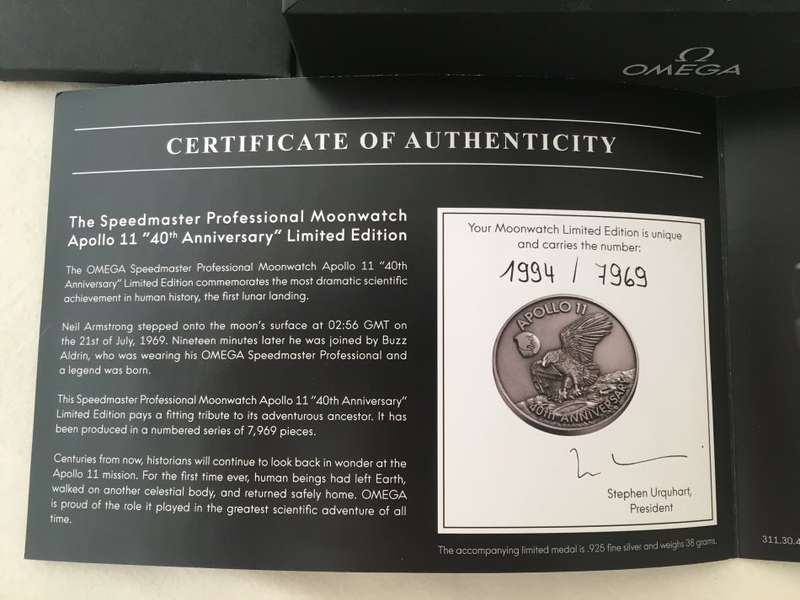 Ω
OMEGA
CERTIFICATE OF AUTHENTICITY
The Speedmaster Professional Moonwatch
Apollo 11 "40th Anniversary" Limited Edition
The OMEGA Speedmaster Professional Moonwatch Apollo 11 "40th
Anniversary" Limited Edition commemorates the most dramatic scientific
achievement in human history, the first lunar landing.
Neil Armstrong stepped onto the moon's surface at 02:56 GMT on
the 21st of July, 1969. Nineteen minutes later he was joined by Buzz
Aldrin, who was wearing his OMEGA Speedmaster Professional and
a legend was born.
This Speedmaster Professional Moonwatch Apollo 11 "40th Anniversary"
Limited Edition pays a fitting tribute to its adventurous ancestor. It has
been produced in a numbered series of 7,969 pieces.
Centuries from now, historians will continue to look back in wonder at the
Apollo 11 mission. For the first time ever, human beings had left Earth,
walked on another celestial body, and returned safely home. OMEGA
is proud of the role it played in the greatest scientific adventure of all
time.
Your Moonwatch Limited Edition is unique
and carries the number:
1994 / 7969
APOLLO 11
40TH ANNIVERSARY
Stephen Urquhart,
President
The accompanying limited medal is .925 fine silver and weighs 38 grams.
311.30.4